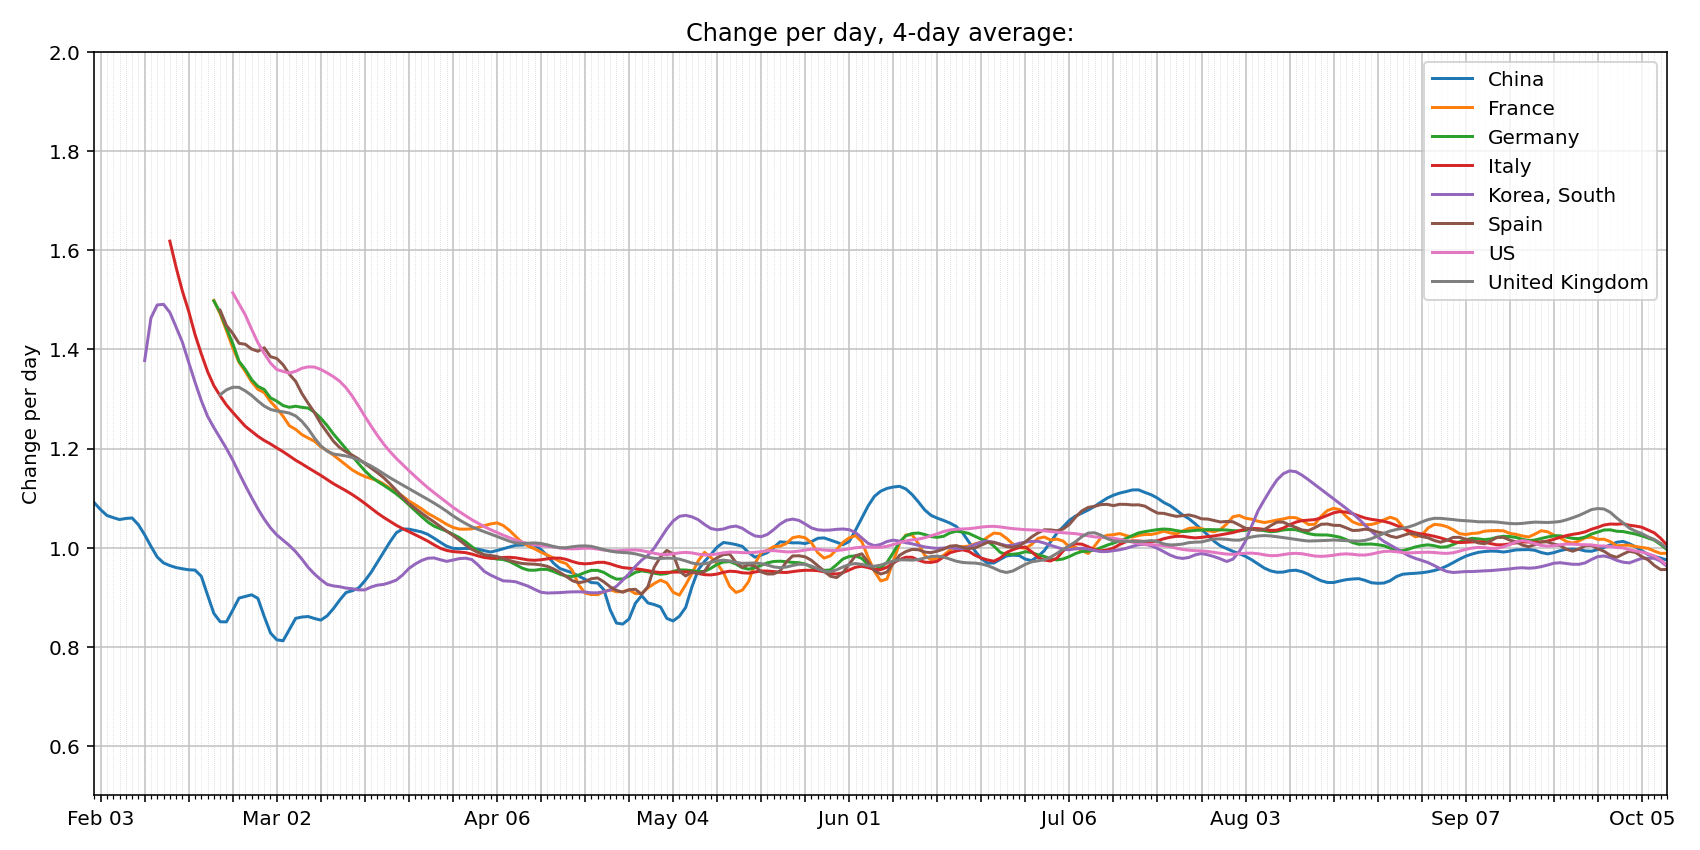 Change per day, 4-day average:
2.0
1.8
1.6
1.4
1.2
1.0
0.8
0.6
Change per day
China
France
Germany
Italy
Korea, South
Spain
US
United Kingdom
Feb 03 Mar 02 Apr 06 May 04 Jun 01 Jul 06 Aug 03 Sep 07 Oct 05